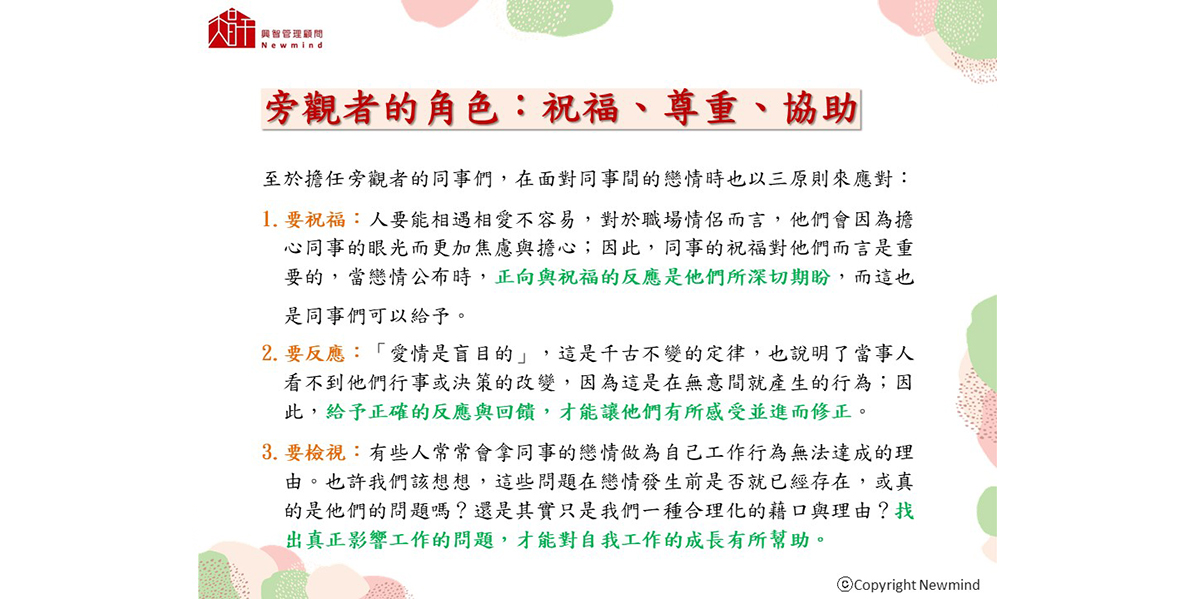 興智管理顧問
Newmind
旁觀者的角色：祝福、尊重、協助
至於擔任旁觀者的同事們，在面對同事間的戀情時也以三原則來應對：
1. 要祝福：人要能相遇相愛不容易，對於職場情侶而言，他們會因為擔
心同事的眼光而更加焦慮與擔心；因此，同事的祝福對他們而言是重
要的，當戀情公布時，正向與祝福的反應是他們所深切期盼，而這也
是同事們可以給予。
2. 要反應：「愛情是盲目的」，這是千古不變的定律，也說明了當事人
看不到他們行事或決策的改變，因為這是在無意間就產生的行為；因
此，給予正確的反應與回饋，才能讓他們有所感受並進而修正。
3. 要檢視：有些人常常會拿同事的戀情做為自己工作行為無法達成的理
由。也許我們該想想，這些問題在戀情發生前是否就已經存在，或真
的是他們的問題嗎？還是其實只是我們一種合理化的藉口與理由？找
出真正影響工作的問題，才能對自我工作的成長有所幫助。
ⓒCopyright Newmind